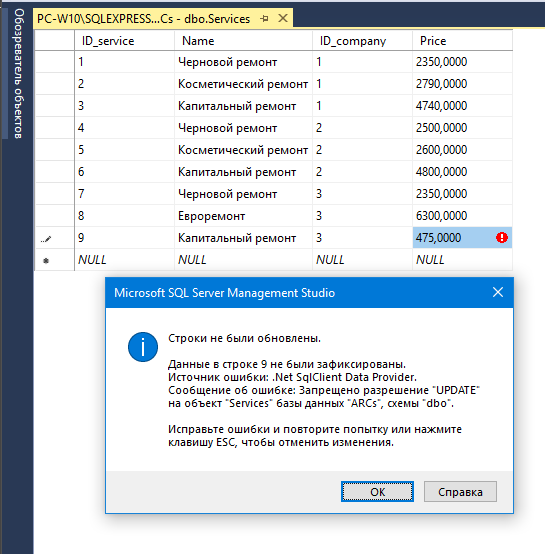 PC-W10\SQLEXPRESS...Cs - dbo.Services
Обозреватель объектов
ID_service Name ID_company Price
1 Черновой ремонт 1 2350,0000
2 Косметический ремонт 1 2790,0000
3 Капитальный ремонт 1 4740,0000
4 Черновой ремонт 2 2500,0000
5 Косметический ремонт 2 2600,0000
6 Капитальный ремонт 2 4800,0000
7 Черновой ремонт 3 2350,0000
8 Евроремонт 3 6300,0000
9 Капитальный ремонт 3 475,0000
NULL NULL NULL NULL
Microsoft SQL Server Management Studio
Строки не были обновлены.
Данные в строке 9 не были зафиксированы.
Источник ошибки: .Net SqlClient Data Provider.
Сообщение об ошибке: Запрещено разрешение "UPDATE"
на объект "Services" базы данных "ARCs", схемы "dbo".
Исправьте ошибки и повторите попытку или нажмите
клавишу ESC, чтобы отменить изменения.
ОК Справка